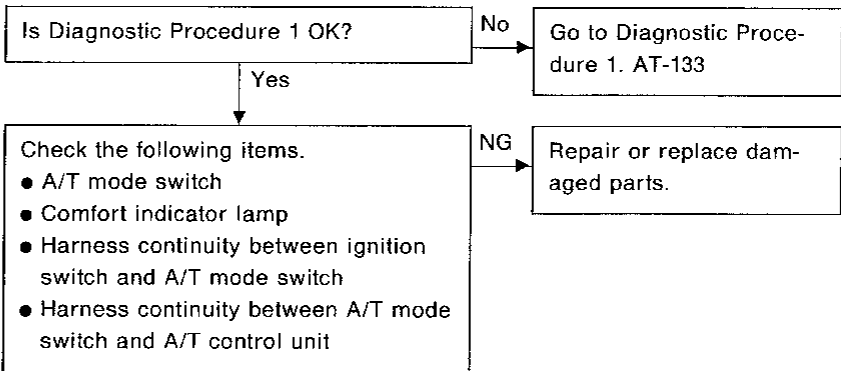 Is Diagnostic Procedure 1 OK?
No
Go to Diagnostic Proce-
dure 1. AT-133
Yes
Check the following items.
● A/T mode switch
● Comfort indicator lamp
● Harness continuity between ignition
switch and A/T mode switch
● Harness continuity between A/T mode
switch and A/T control unit
NG
Repair or replace dam-
aged parts.